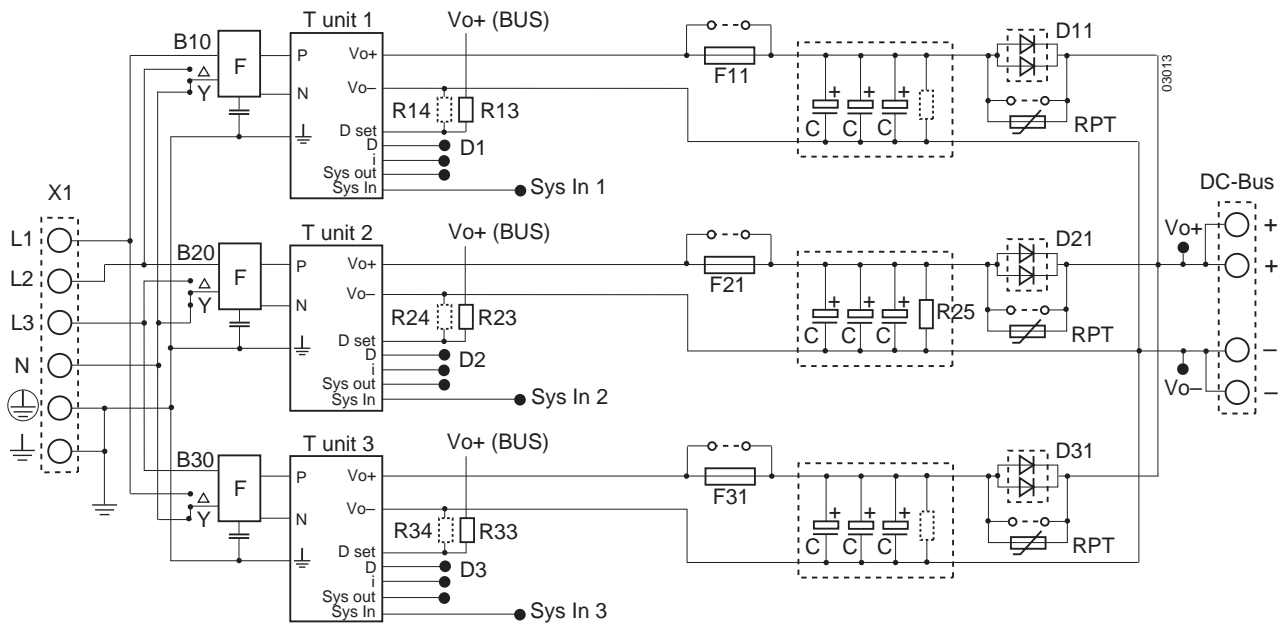 T unit 1
Vo+ (BUS)
B10
F
Δ
Y
P
N
Vo+
Vo–
D set
D
i
Sys out
Sys In
R14
R13
D1
Sys In 1
F11
+
+
+
C
C
C
D11
RPT
03013
X1
L1
L2
L3
N
T unit 2
Vo+ (BUS)
B20
F
Δ
Y
P
N
Vo+
Vo–
D set
D
i
Sys out
Sys In
R24
R23
D2
Sys In 2
F21
+
+
+
C
C
C
R25
D21
RPT
DC-Bus
Vo+
+
+
–
–
Vo–
T unit 3
Vo+ (BUS)
B30
F
Δ
Y
P
N
Vo+
Vo–
D set
D
i
Sys out
Sys In
R34
R33
D3
Sys In 3
F31
+
+
+
C
C
C
D31
RPT